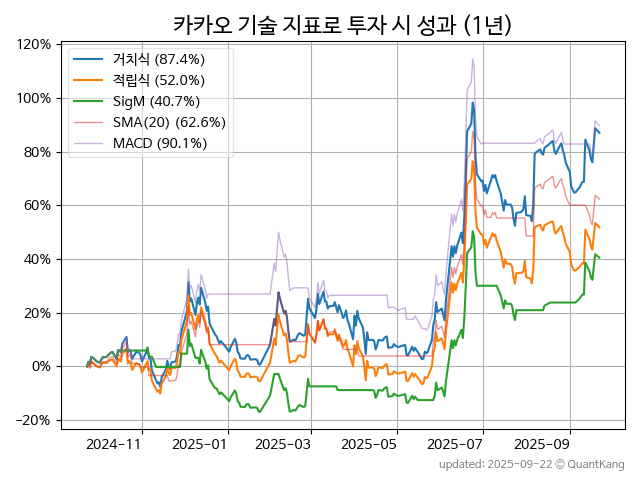 카카오 기술 지표로 투자 시 성과 (1년)
120%
100%
80%
60%
40%
20%
0%
−20%
거치식 (87.4%)
적립식 (52.0%)
SigM (40.7%)
SMA(20) (62.6%)
MACD (90.1%)
2024-11
2025-01
2025-03
2025-05
2025-07
2025-09
updated: 2025-09-22 © QuantKang